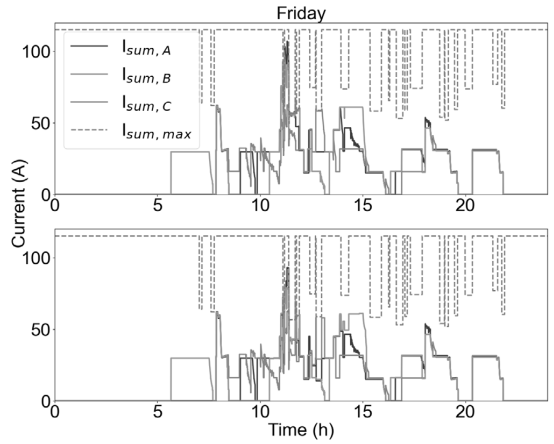 Friday
100
50
0
I_sum, A
I_sum, B
I_sum, C
I_sum, max
0 5 10 15 20
Current (A)
100
50
0
0 5 10 15 20
Time (h)